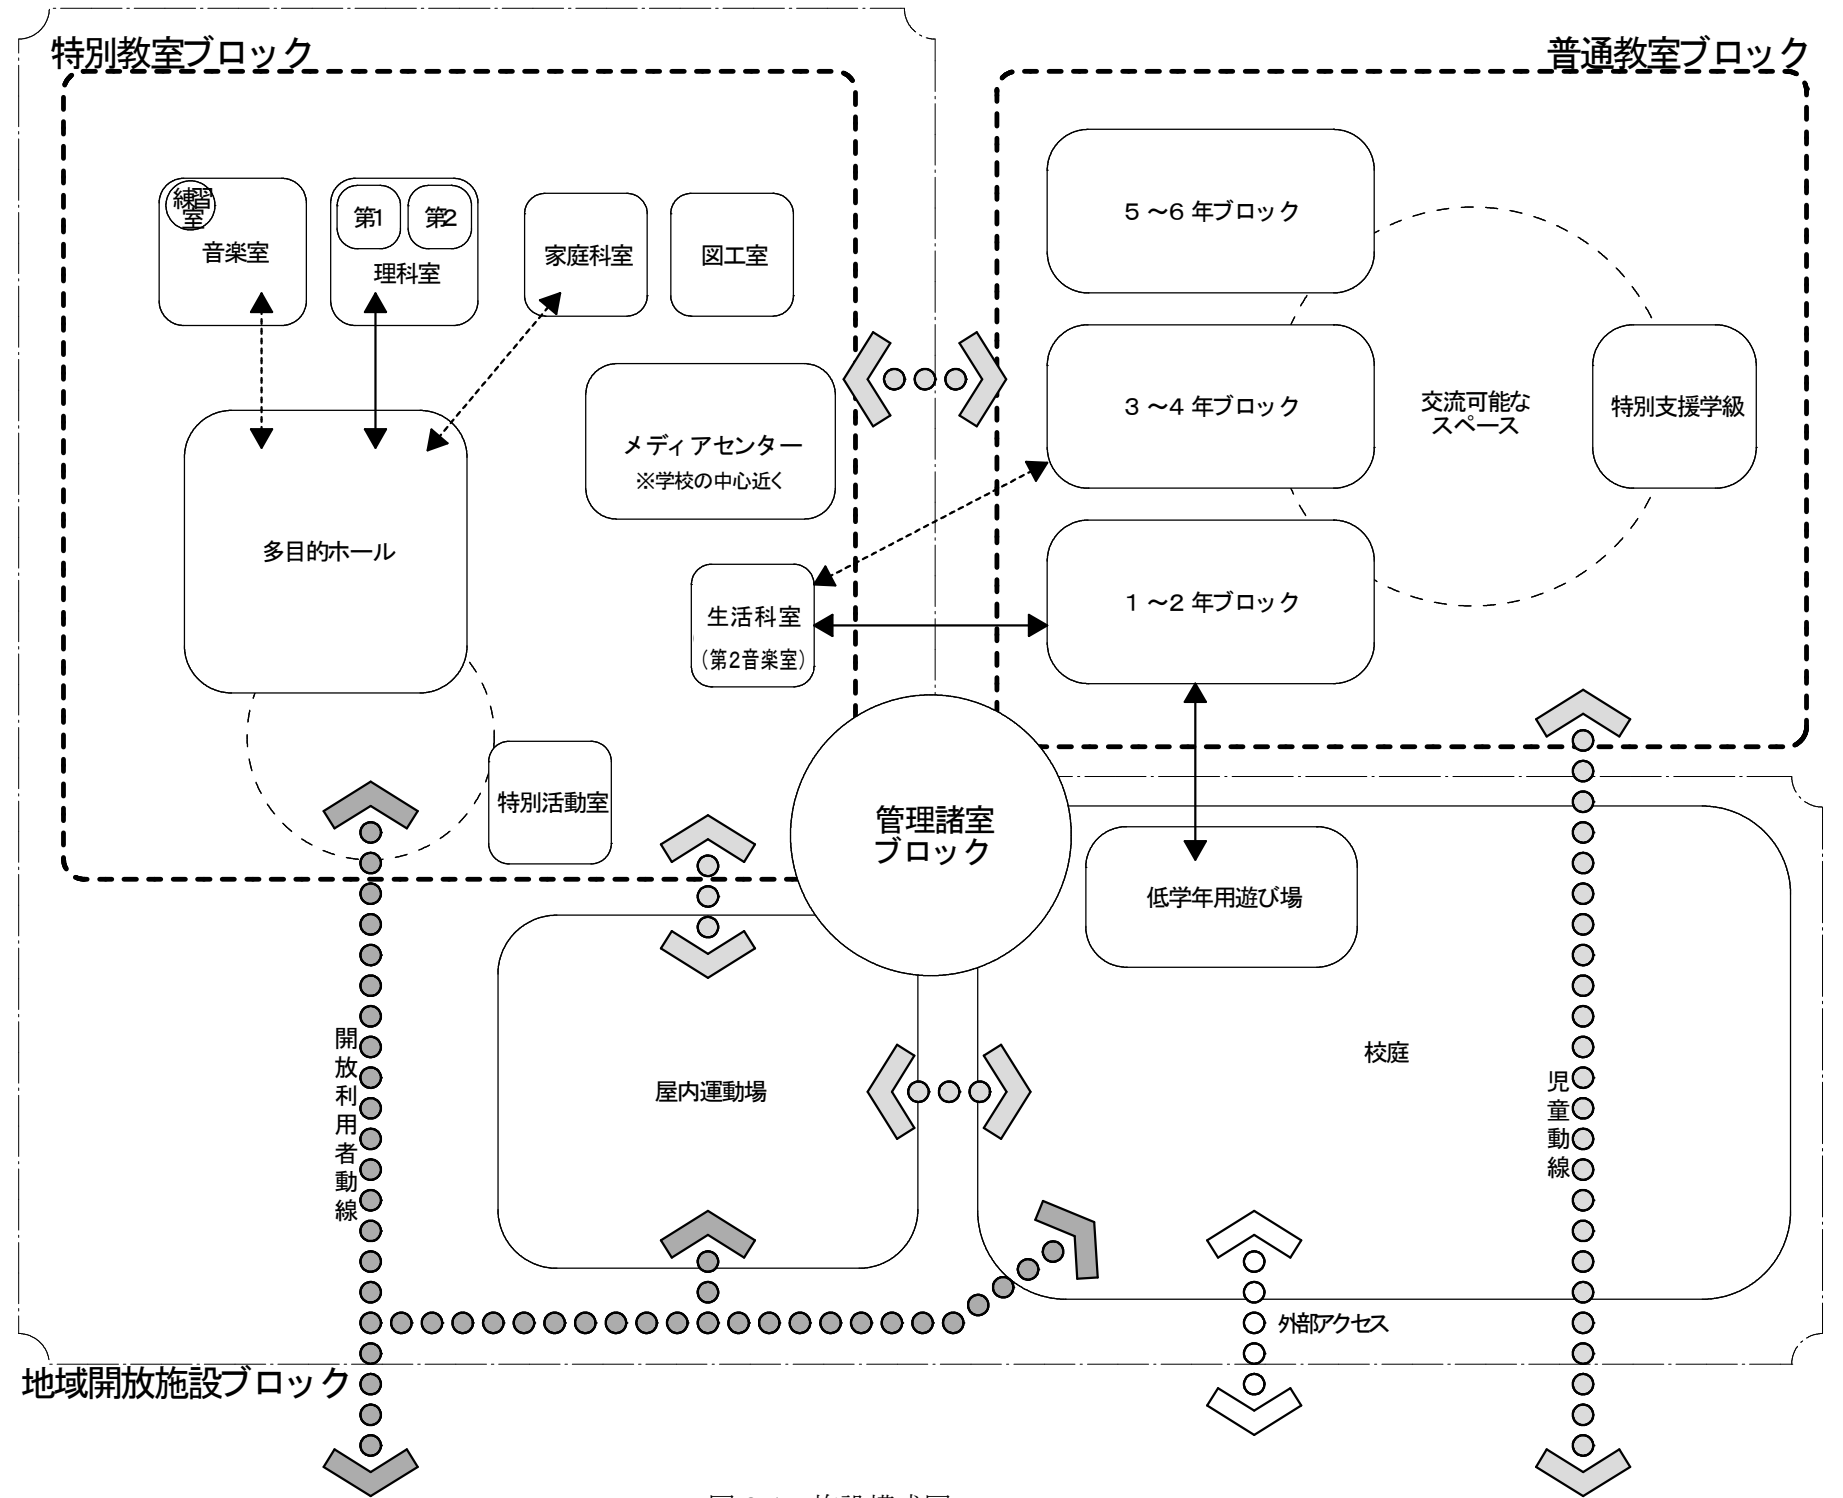 特別教室ブロック
普通教室ブロック
練習
室
音楽室
第1
第2
理科室
家庭科室
図工室
メディアセンター
※学校の中心近く
多目的ホール
生活科室
(第2音楽室)
特別活動室
5～6年ブロック
3～4年ブロック
1～2年ブロック
交流可能な
スペース
特別支援学級
管理諸室
ブロック
低学年用遊び場
屋内運動場
校庭
開放利用者動線
児童動線
外部アクセス
地域開放施設ブロック